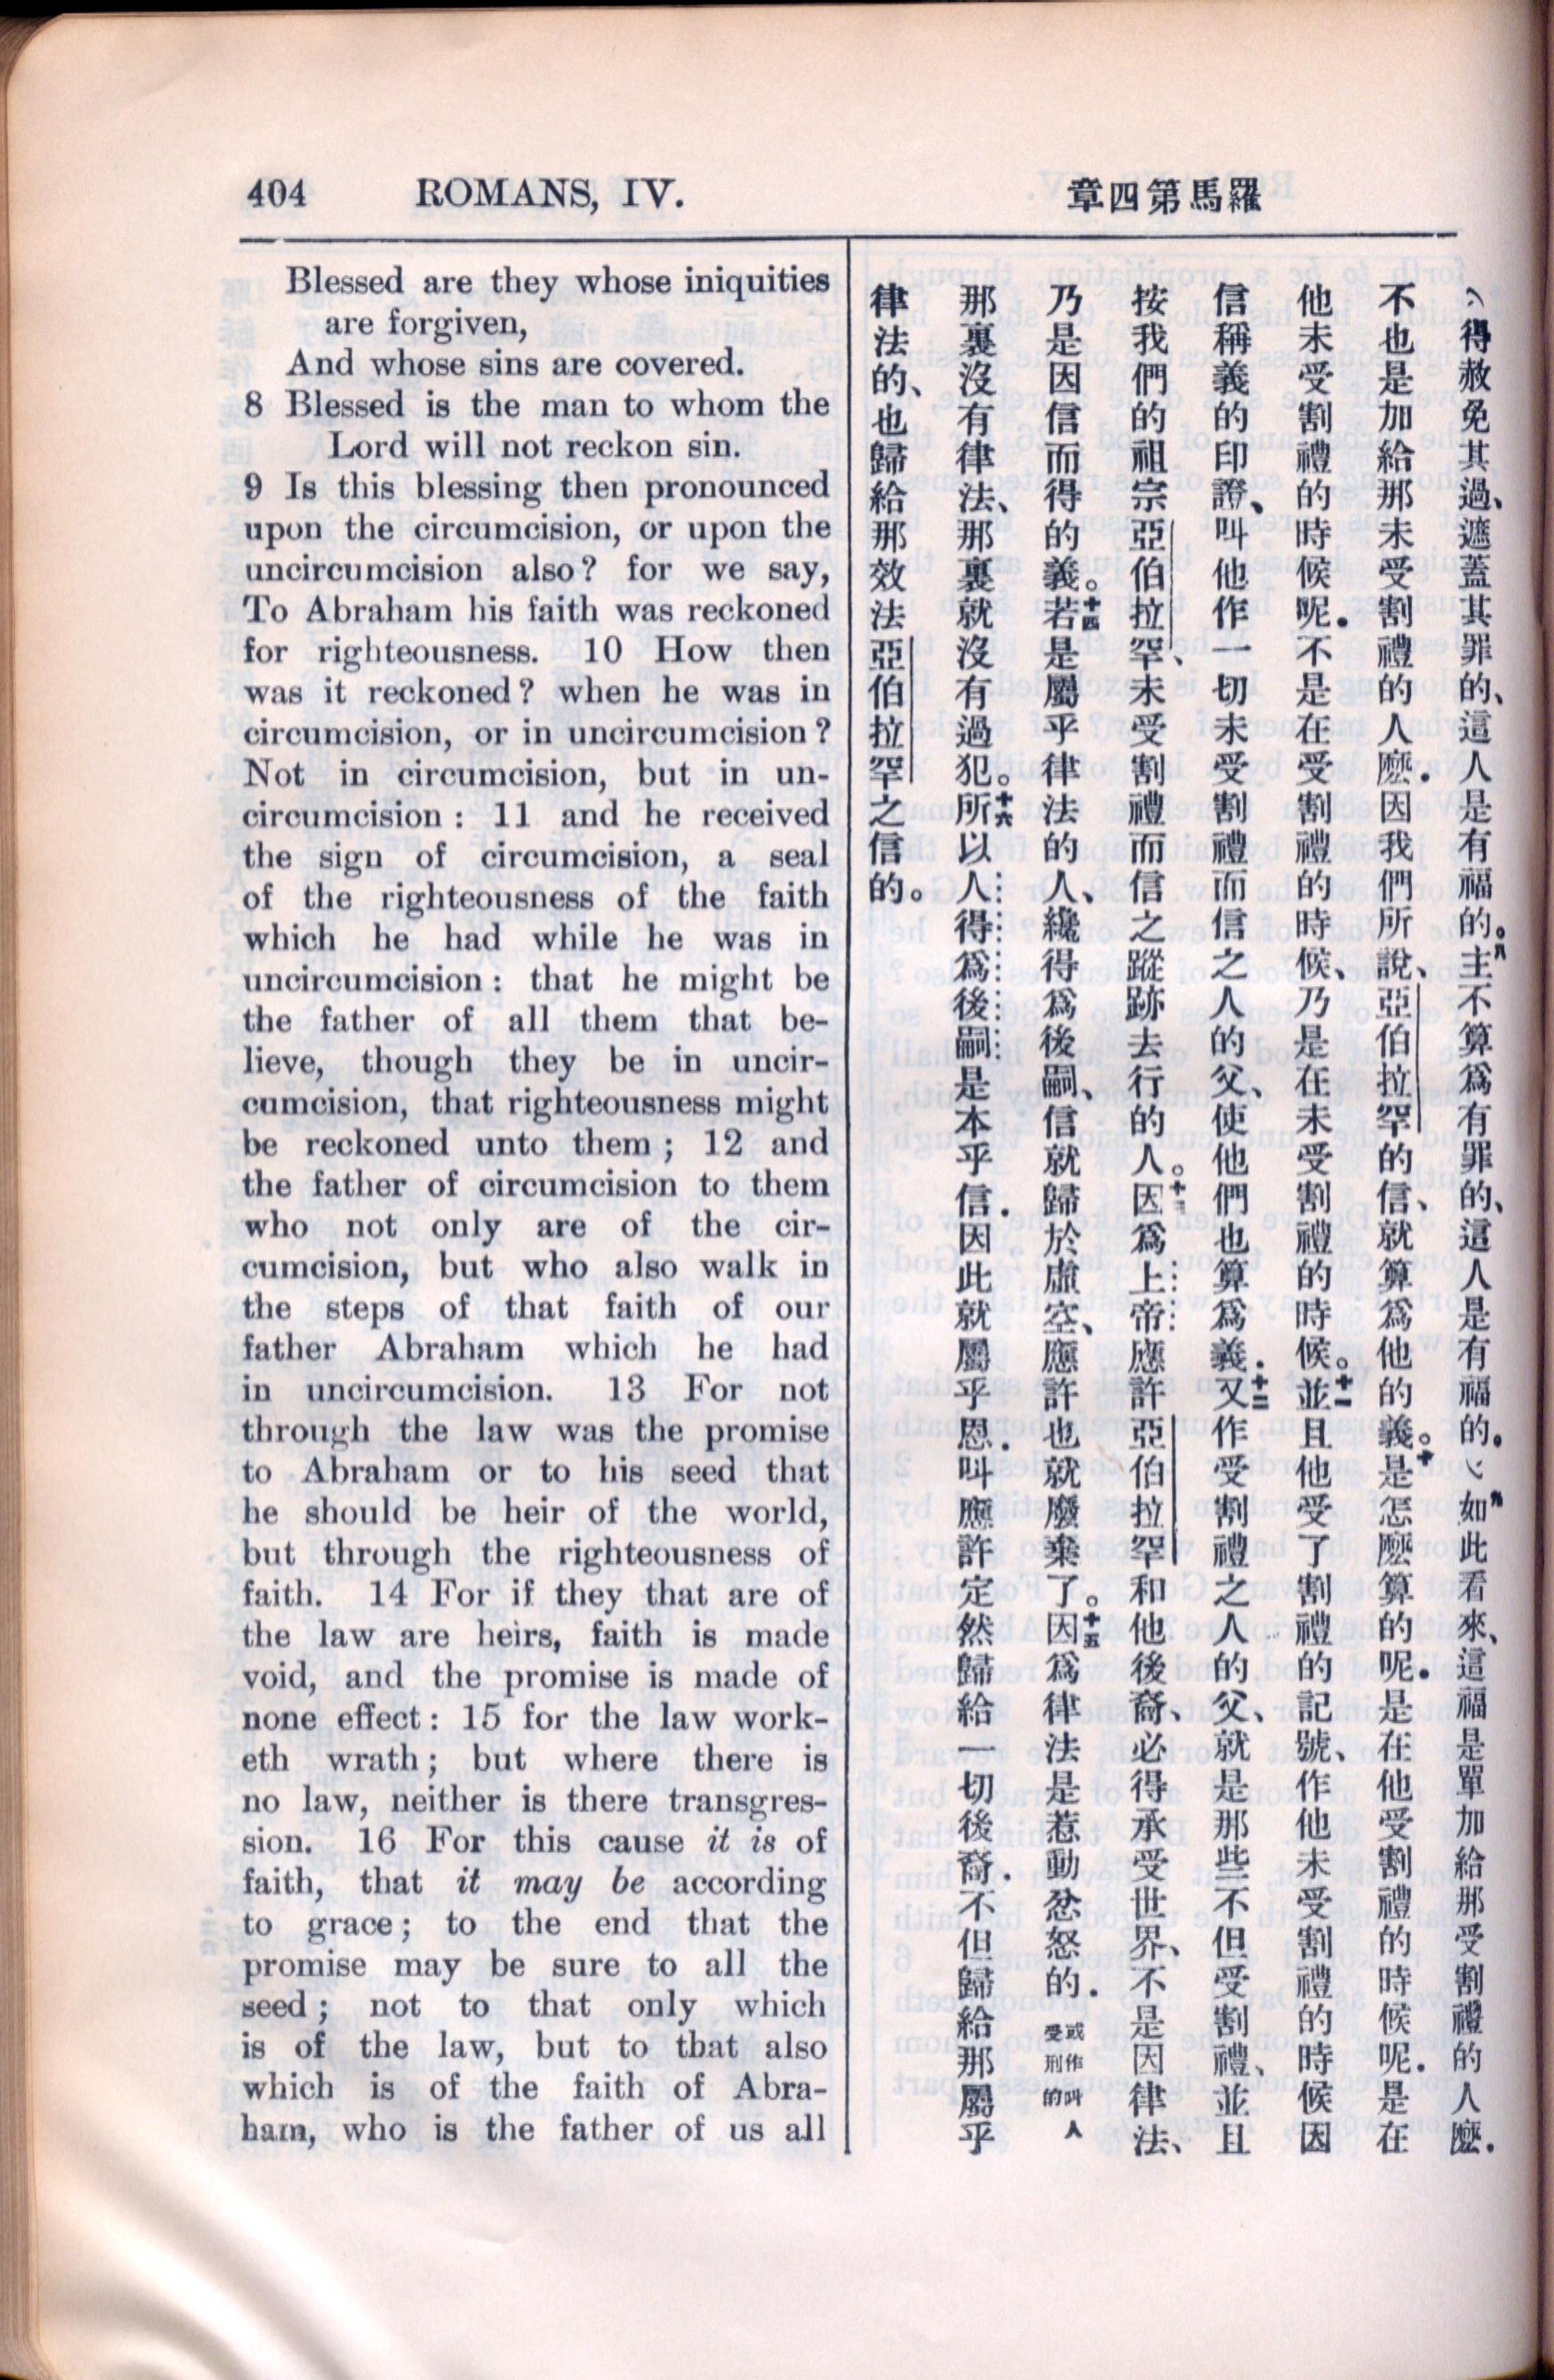 404 ROMANS, IV.
羅馬第四章
Blessed are they whose iniquities
are forgiven,
And whose sins are covered.
8 Blessed is the man to whom the
Lord will not reckon sin.
9 Is this blessing then pronounced
upon the circumcision, or upon the
uncircumcision also? for we say,
To Abraham his faith was reckoned
for righteousness. 10 How then
was it reckoned? when he was in
circumcision, or in uncircumcision?
Not in circumcision, but in un-
circumcision: 11 and he received
the sign of circumcision, a seal
of the righteousness of the faith
which he had while he was in
uncircumcision: that he might be
the father of all them that be-
lieve, though they be in uncir-
cumcision, that righteousness might
be reckoned unto them; 12 and
the father of circumcision to them
who not only are of the cir-
cumcision, but who also walk in
the steps of that faith of our
father Abraham which he had
in uncircumcision. 13 For not
through the law was the promise
to Abraham or to his seed that
he should be heir of the world,
but through the righteousness of
faith. 14 For if they that are of
the law are heirs, faith is made
void, and the promise is made of
none effect: 15 for the law work-
eth wrath; but where there is
no law, neither is there transgres-
sion. 16 For this cause it is of
faith, that it may be according
to grace; to the end that the
promise may be sure to all the
seed; not to that only which
is of the law, but to that also
which is of the faith of Abra-
ham, who is the father of us all
(得赦免其過、遮蓋其罪的、這人是有福的。八主不算爲有罪的、這人是有福的.)九如此看來、這福是單加給那受割禮的人麽.
不也是加給那未受割禮的人麽.因我們所說、亞伯拉罕的信、就算爲他的義。十是怎麽算的呢.是在他受割禮的時候呢.是在
他未受割禮的時候呢.不是在受割禮的時候、乃是在未受割禮的時候。十一並且他受了割禮的記號、作他未受割禮的時候因
信稱義的印證、叫他作一切未受割禮而信之人的父、使他們也算爲義.十二又作受割禮之人的父、就是那些不但受割禮、並且
按我們的祖宗亞伯拉罕、未受割禮而信之蹤跡去行的人。十三因爲上帝應許亞伯拉罕和他後裔、必得承受世界、不是因律法、
乃是因信而得的義。十四若是屬乎律法的人、纔得爲後嗣、信就歸於虛空、應許也就廢棄了。十五因爲律法是惹動忿怒的.或作叫人受刑的
那裏沒有律法、那裏就沒有過犯。十六所以人得爲後嗣是本乎信.因此就屬乎恩.叫應許定然歸給一切後裔.不但歸給那屬乎
律法的、也歸給那效法亞伯拉罕之信的。